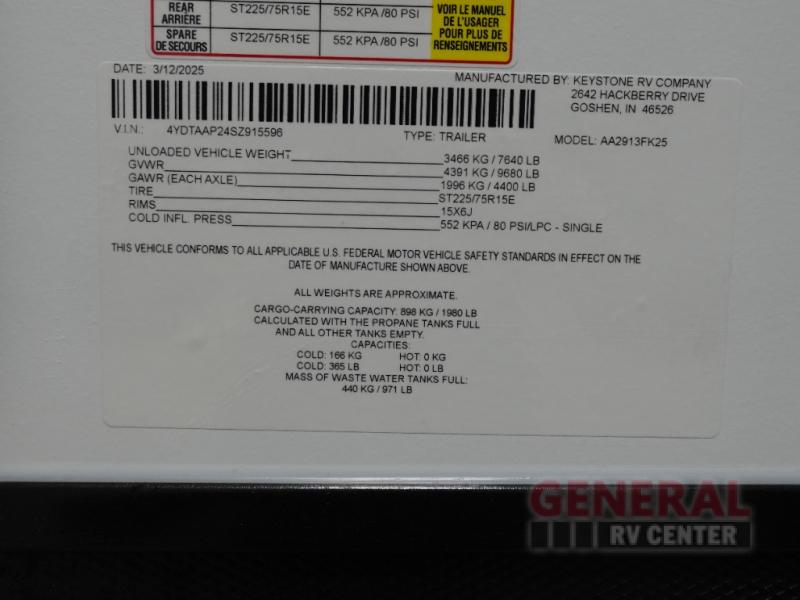 REAR
ARRIÈRE
ST225/75R15E
552 KPA /80 PSI
SPARE
DE SECOURS
ST225/75R15E
552 KPA /80 PSI
VOIR LE MANUEL
DE L'USAGER
POUR PLUS DE
RENSEIGNEMENTS
DATE: 3/12/2025
MANUFACTURED BY: KEYSTONE RV COMPANY
2642 HACKBERRY DRIVE
GOSHEN, IN 46526
V.I.N.: 4YDTAAP24SZ915596 TYPE: TRAILER MODEL: AA2913FK25
UNLOADED VEHICLE WEIGHT 3466 KG / 7640 LB
GVWR 4391 KG / 9680 LB
GAWR (EACH AXLE) 1996 KG / 4400 LB
TIRE ST225/75R15E
RIMS 15X6J
COLD INFL. PRESS 552 KPA / 80 PSI/LPC - SINGLE
THIS VEHICLE CONFORMS TO ALL APPLICABLE U.S. FEDERAL MOTOR VEHICLE SAFETY STANDARDS IN EFFECT ON THE
DATE OF MANUFACTURE SHOWN ABOVE.
ALL WEIGHTS ARE APPROXIMATE.
CARGO-CARRYING CAPACITY: 898 KG / 1980 LB
CALCULATED WITH THE PROPANE TANKS FULL
AND ALL OTHER TANKS EMPTY.
CAPACITIES:
COLD: 166 KG HOT: 0 KG
COLD: 365 LB HOT: 0 LB
MASS OF WASTE WATER TANKS FULL:
440 KG / 971 LB
GENERAL
RV CENTER